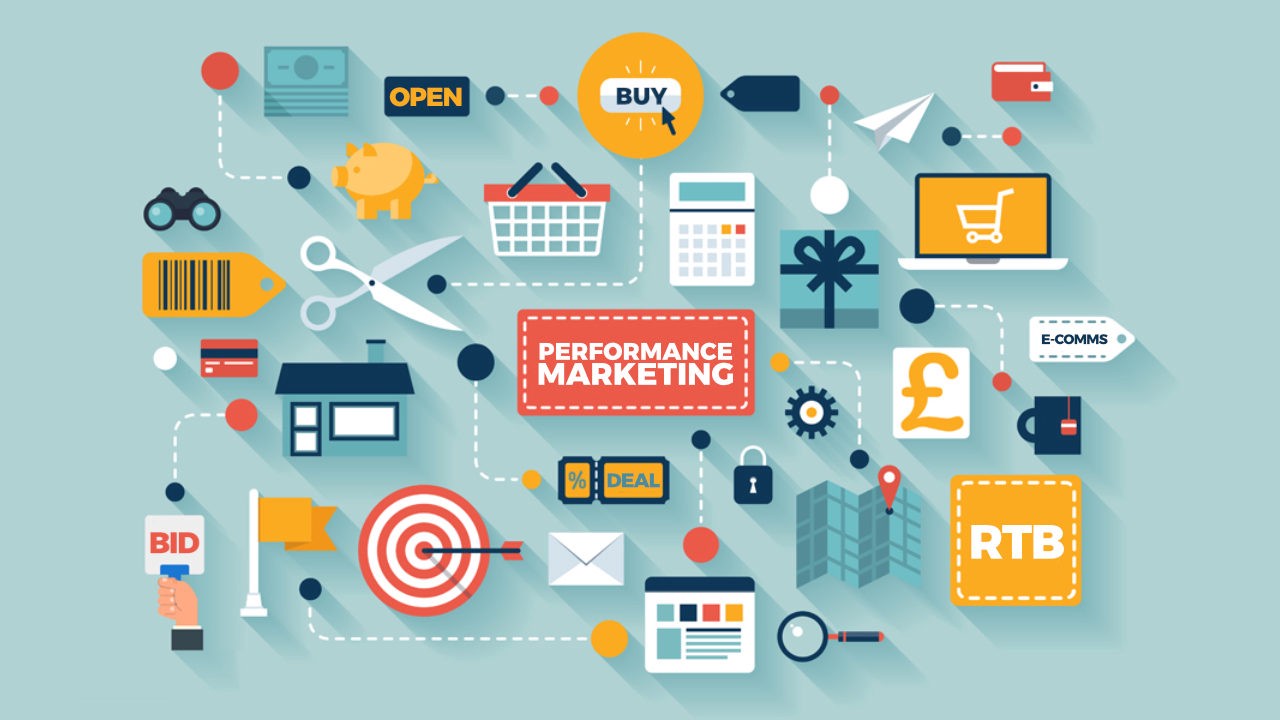 OPEN
BUY
E-COMMS
PERFORMANCE
MARKETING
£
% DEAL
BID
RTB